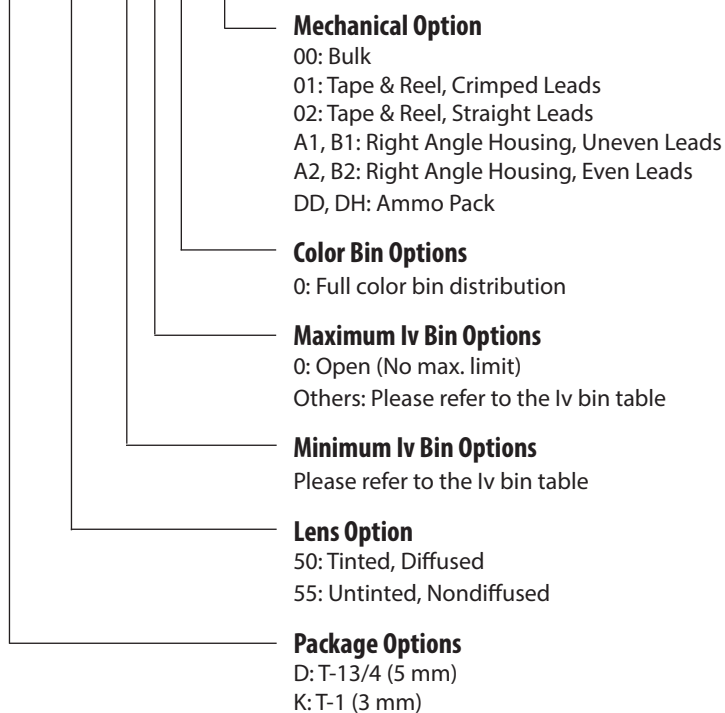 Mechanical Option
00: Bulk
01: Tape & Reel, Crimped Leads
02: Tape & Reel, Straight Leads
A1, B1: Right Angle Housing, Uneven Leads
A2, B2: Right Angle Housing, Even Leads
DD, DH: Ammo Pack
Color Bin Options
0: Full color bin distribution
Maximum Iv Bin Options
0: Open (No max. limit)
Others: Please refer to the Iv bin table
Minimum Iv Bin Options
Please refer to the Iv bin table
Lens Option
50: Tinted, Diffused
55: Untinted, Nondiffused
Package Options
D: T-13/4 (5 mm)
K: T-1 (3 mm)